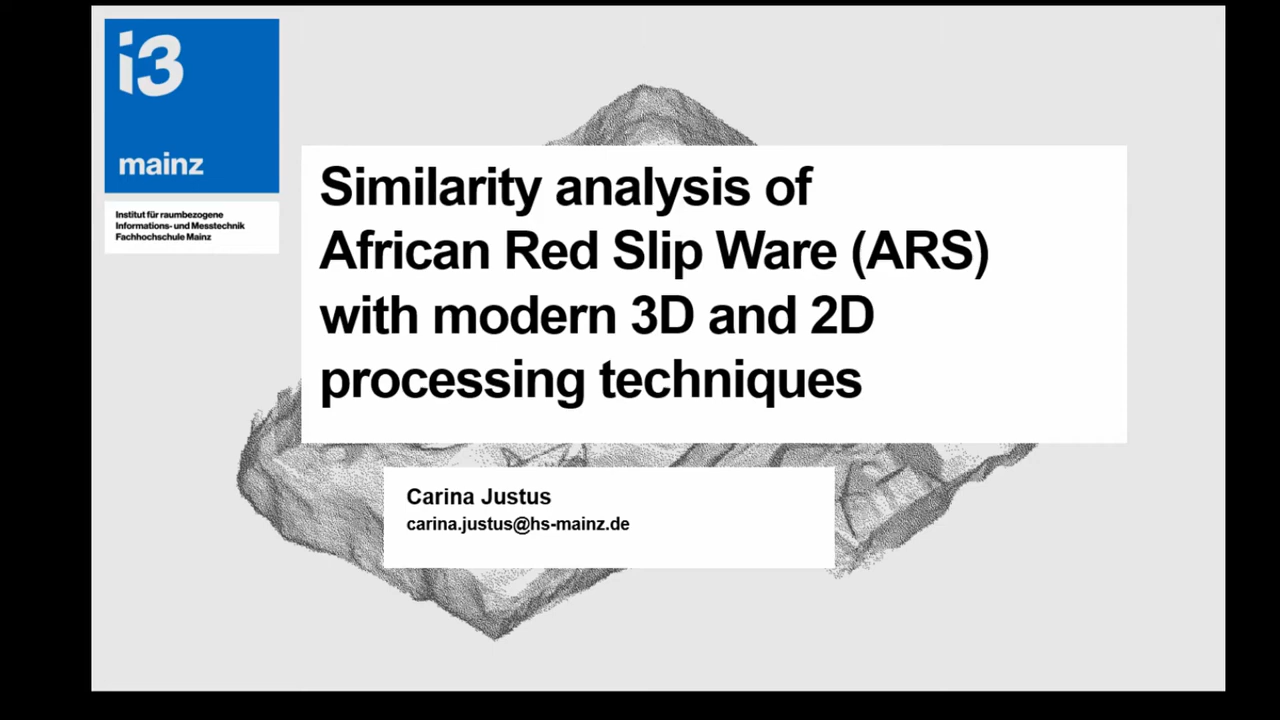 i3
mainz
Institut für raumbezogene
Informations- und Messtechnik
Fachhochschule Mainz
Similarity analysis of
African Red Slip Ware (ARS)
with modern 3D and 2D
processing techniques
Carina Justus
carina.justus@hs-mainz.de